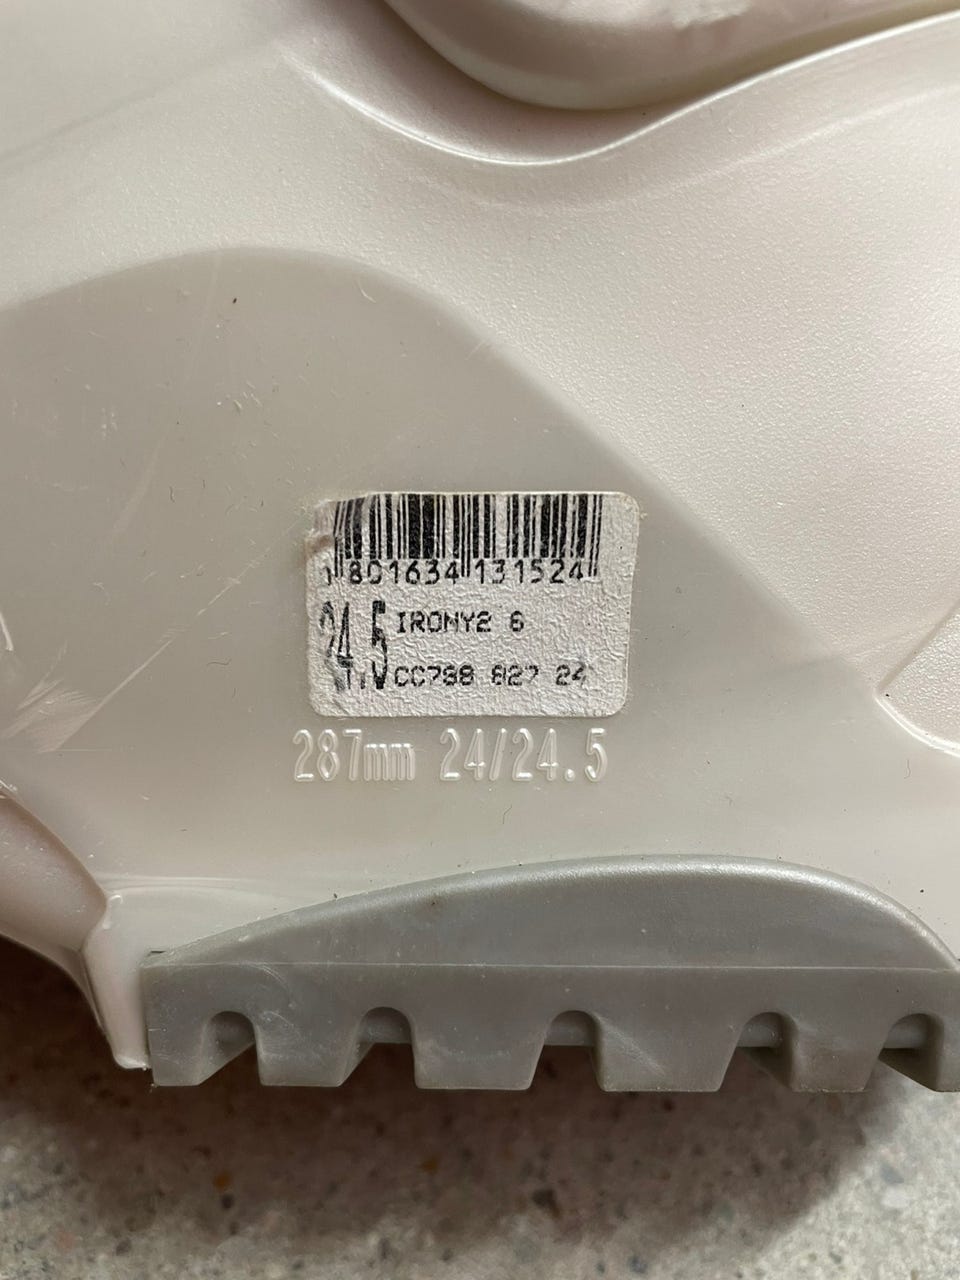 801634 131524
24.5 IRONY2 6
CC788 827 24
287mm 24/24.5